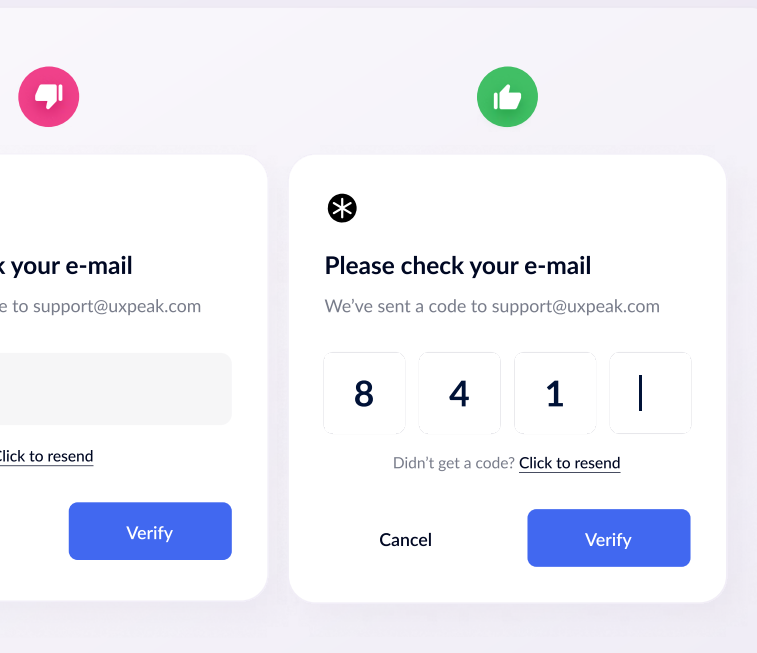 k your e-mail
e to support@uxpeak.com
Click to resend
Verify
Please check your e-mail
We've sent a code to support@uxpeak.com
8 4 1
Didn't get a code? Click to resend
Cancel Verify